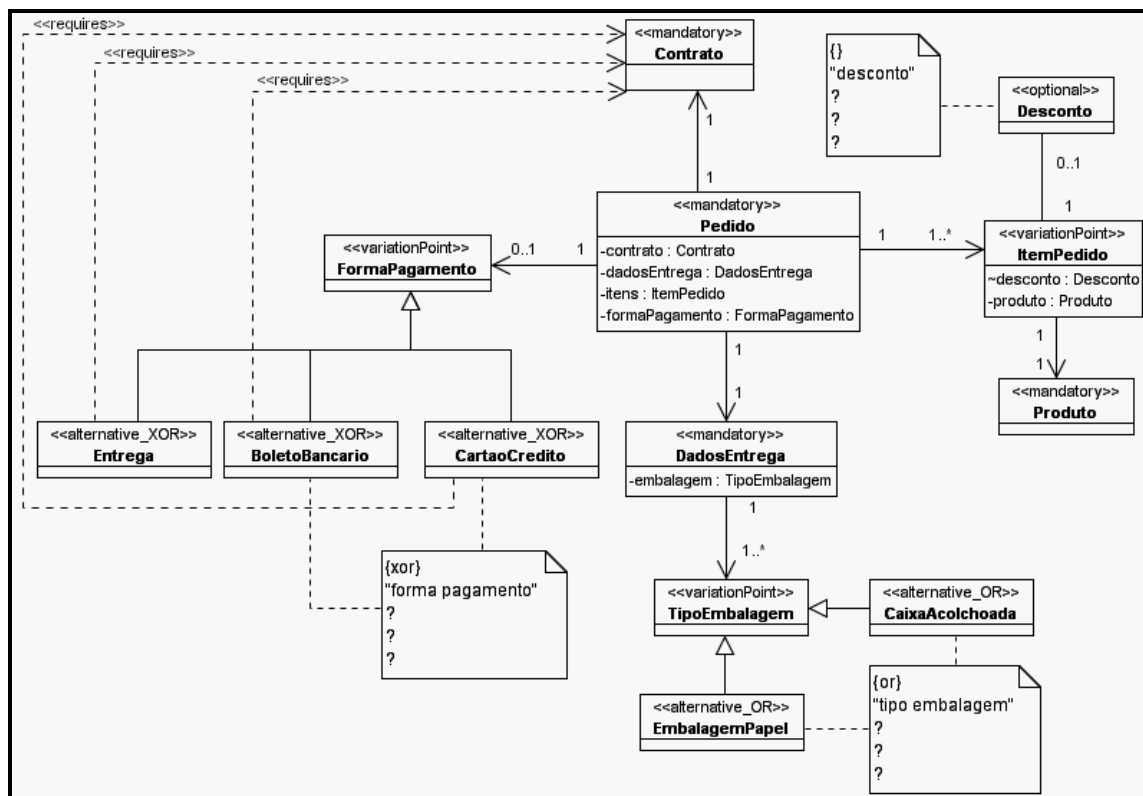 <<requires>>
<<requires>>
<<requires>>
<<mandatory>>
Contrato
{}
"desconto"
?
?
?
<<optional>>
Desconto
1
0..1
1
1
<<mandatory>>
Pedido
-contrato : Contrato
-dadosEntrega : DadosEntrega
-itens : ItemPedido
-formaPagamento : FormaPagamento
1
1..*
<<variationPoint>>
ItemPedido
~desconto : Desconto
-produto : Produto
<<variationPoint>>
FormaPagamento
0..1
1
1
1
<<mandatory>>
Produto
1
1
<<alternative_XOR>>
Entrega
<<alternative_XOR>>
BoletoBancario
<<alternative_XOR>>
CartaoCredito
<<mandatory>>
DadosEntrega
-embalagem : TipoEmbalagem
1
1..*
{xor}
"forma pagamento"
?
?
?
<<variationPoint>>
TipoEmbalagem
<<alternative_OR>>
CaixaAcolchoada
<<alternative_OR>>
EmbalagemPapel
{or}
"tipo embalagem"
?
?
?